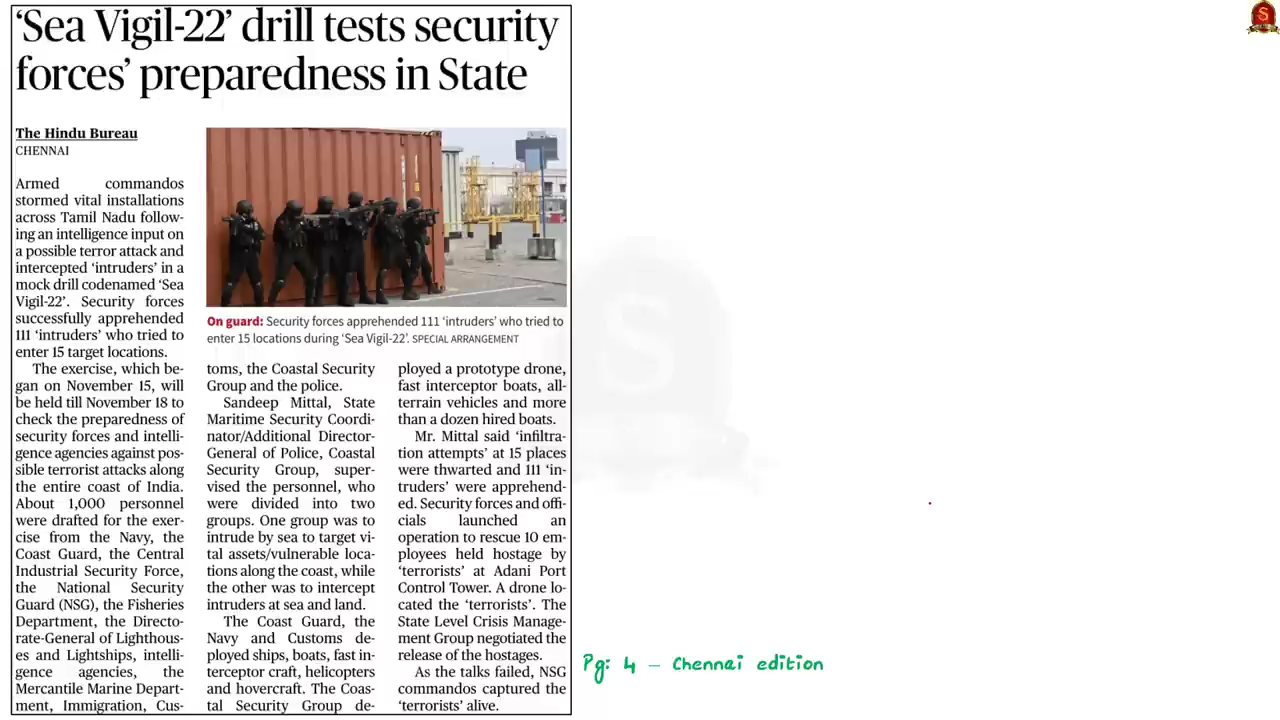 ‘Sea Vigil-22’ drill tests security
forces’ preparedness in State
The Hindu Bureau
CHENNAI
Armed commandos
stormed vital installations
across Tamil Nadu follow-
ing an intelligence input on
a possible terror attack and
intercepted ‘intruders’ in a
mock drill codenamed ‘Sea
Vigil-22’. Security forces
successfully apprehended
111 ‘intruders’ who tried to
enter 15 target locations.
The exercise, which be-
gan on November 15, will
be held till November 18 to
check the preparedness of
security forces and intelli-
gence agencies against pos-
sible terrorist attacks along
the entire coast of India.
About 1,000 personnel
were drafted for the exer-
cise from the Navy, the
Coast Guard, the Central
Industrial Security Force,
the National Security
Guard (NSG), the Fisheries
Department, the Directo-
rate-General of Lighthous-
es and Lightships, intelli-
gence agencies, the
Mercantile Marine Depart-
ment, Immigration, Cus-
On guard: Security forces apprehended 111 ‘intruders’ who tried to
enter 15 locations during ‘Sea Vigil-22’. SPECIAL ARRANGEMENT
toms, the Coastal Security
Group and the police.
Sandeep Mittal, State
Maritime Security Coordi-
nator/Additional Director-
General of Police, Coastal
Security Group, super-
vised the personnel, who
were divided into two
groups. One group was to
intrude by sea to target vi-
tal assets/vulnerable loca-
tions along the coast, while
the other was to intercept
intruders at sea and land.
The Coast Guard, the
Navy and Customs de-
ployed ships, boats, fast in-
terceptor craft, helicopters
and hovercraft. The Coas-
tal Security Group de-
ployed a prototype drone,
fast interceptor boats, all-
terrain vehicles and more
than a dozen hired boats.
Mr. Mittal said ‘infiltra-
tion attempts’ at 15 places
were thwarted and 111 ‘in-
truders’ were apprehend-
ed. Security forces and offi-
cials launched an
operation to rescue 10 em-
ployees held hostage by
‘terrorists’ at Adani Port
Control Tower. A drone lo-
cated the ‘terrorists’. The
State Level Crisis Manage-
ment Group negotiated the
release of the hostages.
As the talks failed, NSG
commandos captured the
‘terrorists’ alive.
Pg: 4 – Chennai edition
S
S